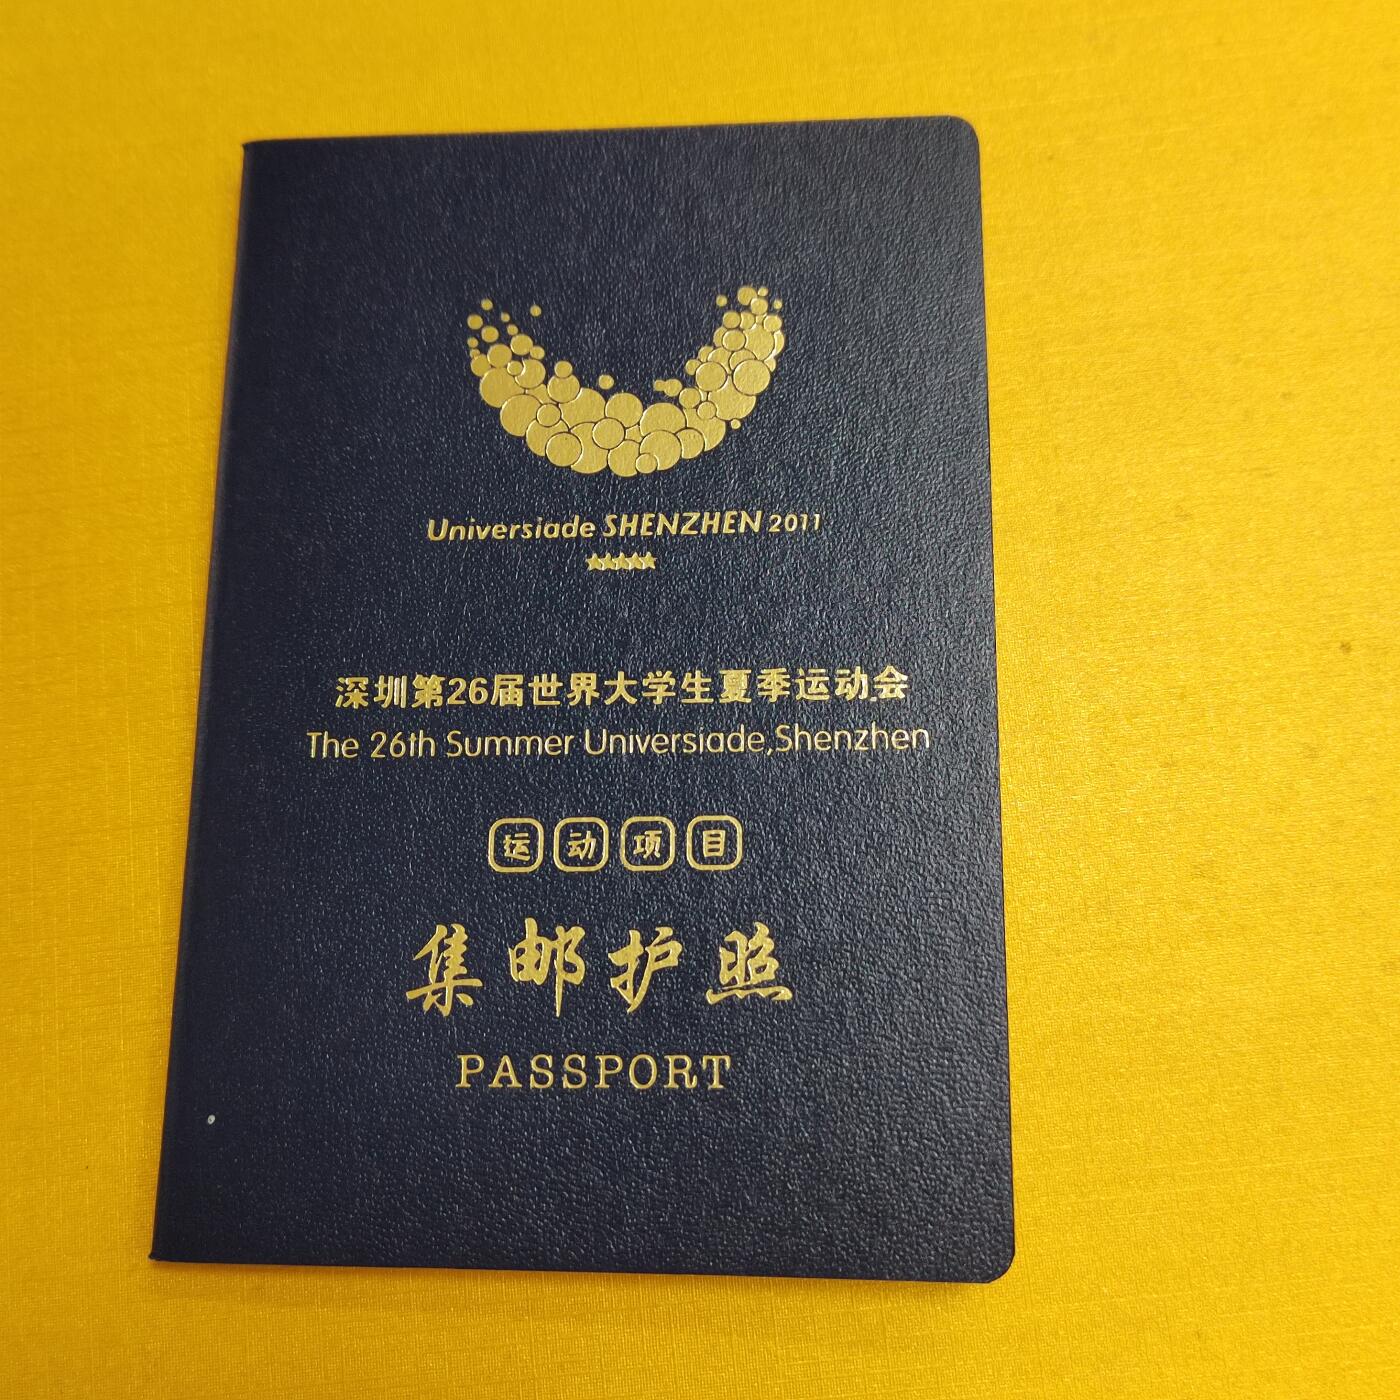 Universiade SHENZHEN 2011
深圳第26届世界大学生夏季运动会
The 26th Summer Universiade,Shenzhen
运动项目
集邮护照
PASSPORT